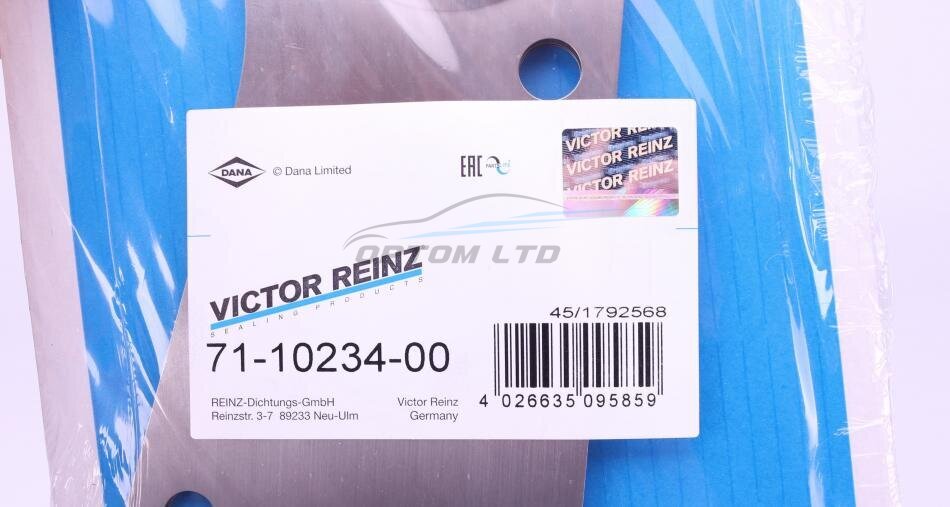 DANA
© Dana Limited
EAC
VICTOR REINZ
VICTOR REINZ
VICTOR REINZ
OPTOM LTD
VICTOR REINZ
SEALING PRODUCTS
45/1792568
71-10234-00
4 026635 095859
REINZ-Dichtungs-GmbH
Reinzstr. 3-7 89233 Neu-Ulm
Victor Reinz
Germany